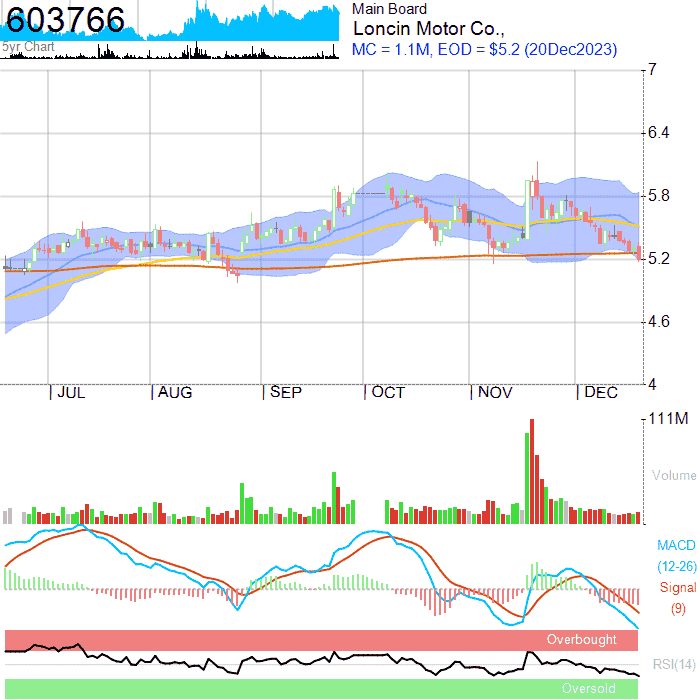 603766
5yr Chart
Main Board
Loncin Motor Co.,
MC = 1.1M, EOD = $5.2 (20Dec2023)
7
6.4
5.8
5.2
4.6
4
JUL AUG SEP OCT NOV DEC
111M
Volume
MACD
(12-26)
Signal
(9)
Overbought
RSI(14)
Oversold